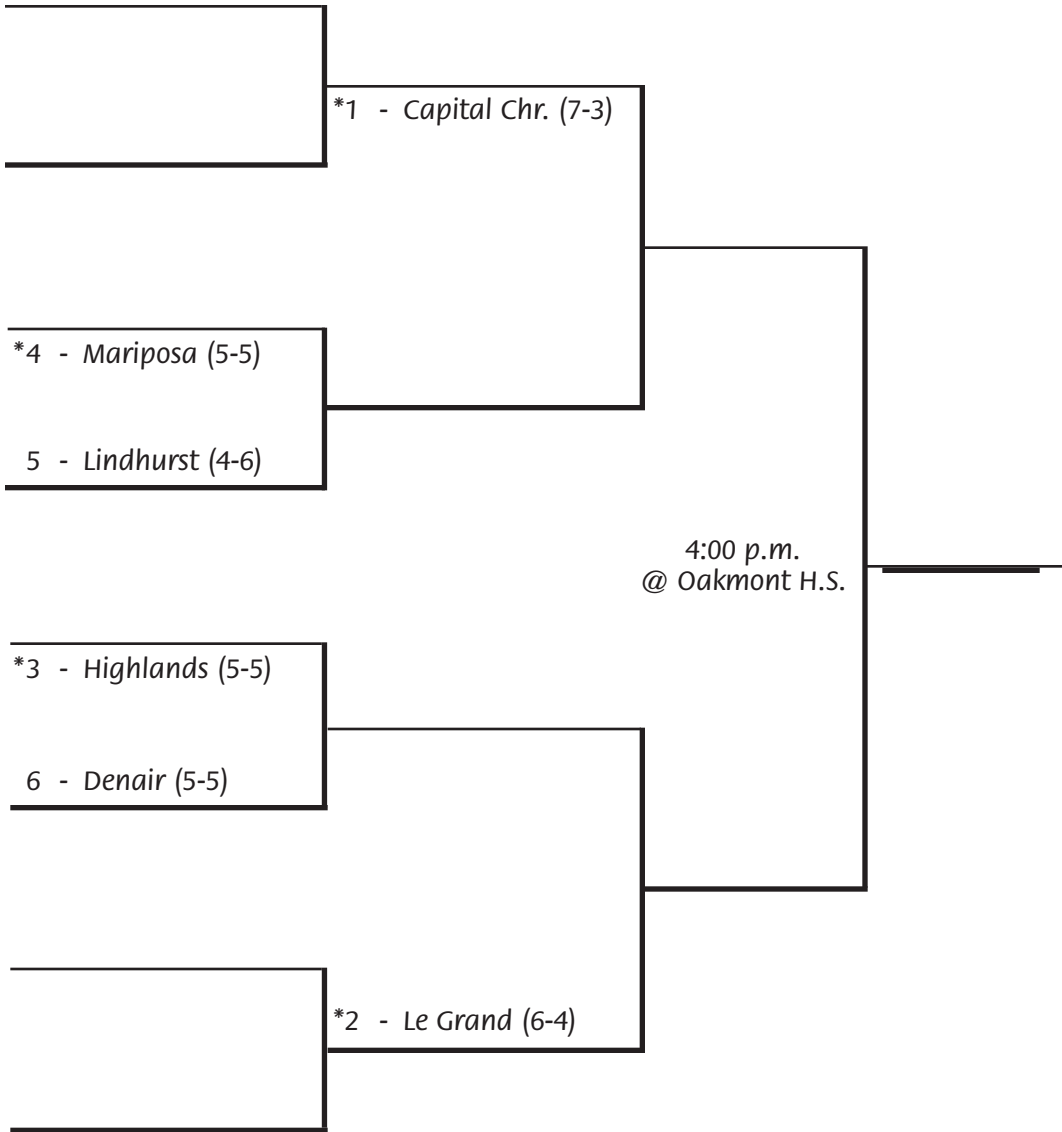 *1 - Capital Chr. (7-3)
*4 - Mariposa (5-5)
5 - Lindhurst (4-6)
4:00 p.m.
@ Oakmont H.S.
*3 - Highlands (5-5)
6 - Denair (5-5)
*2 - Le Grand (6-4)